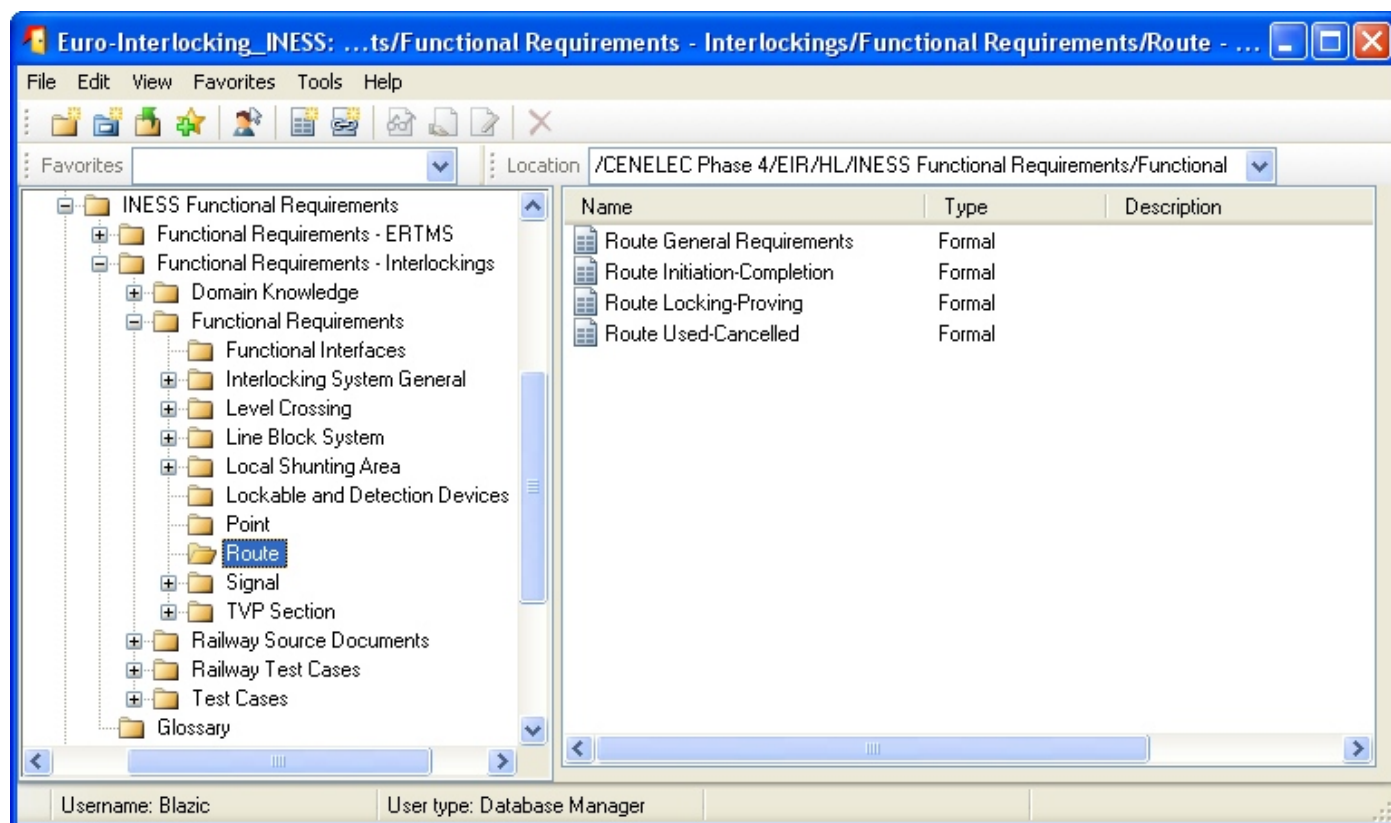 Euro-Interlocking_INESS: ...ts/Functional Requirements - Interlockings/Functional Requirements/Route - ...
File Edit View Favorites Tools Help
Favorites Location /CENELEC Phase 4/EIR/HL/INESS Functional Requirements/Functional
INESS Functional Requirements
Functional Requirements - ERTMS
Functional Requirements - Interlockings
Domain Knowledge
Functional Requirements
Functional Interfaces
Interlocking System General
Level Crossing
Line Block System
Local Shunting Area
Lockable and Detection Devices
Point
Route
Signal
TVP Section
Railway Source Documents
Railway Test Cases
Test Cases
Glossary
Name Type Description
Route General Requirements Formal
Route Initiation-Completion Formal
Route Locking-Proving Formal
Route Used-Cancelled Formal
Username: Blazic User type: Database Manager